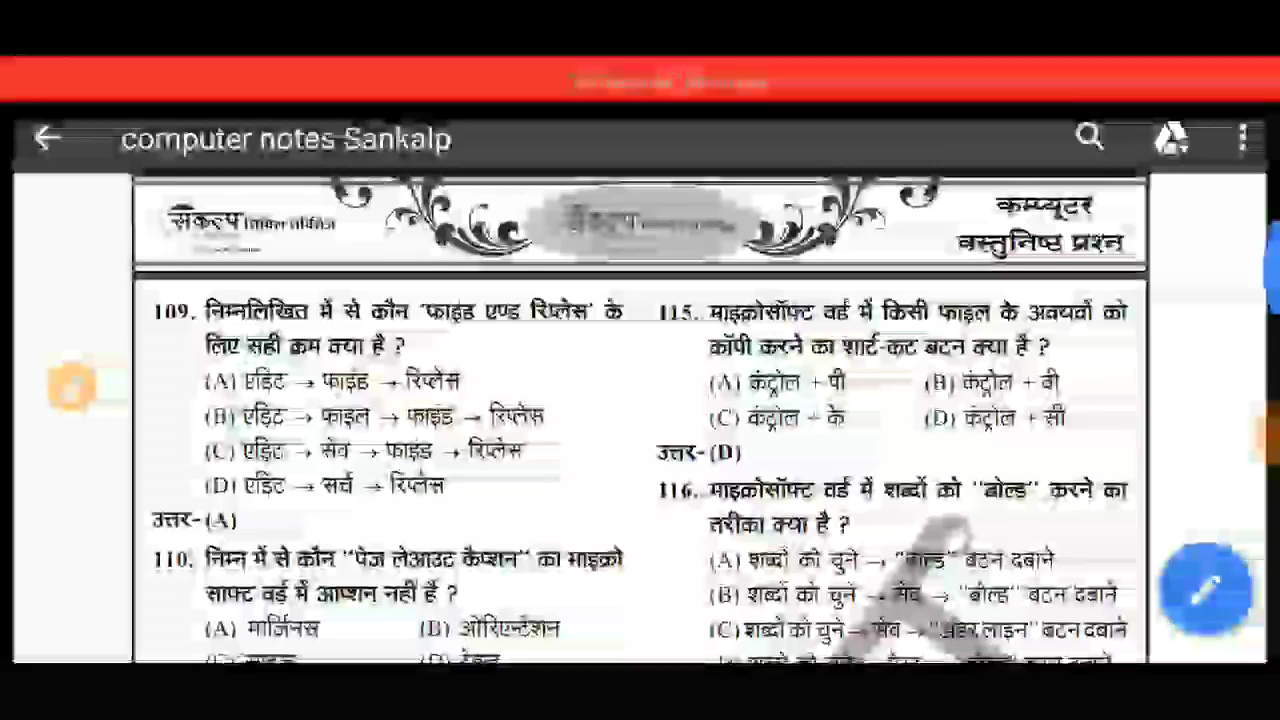 computer notes Sankalp
संकल्प
कम्प्यूटर
वस्तुनिष्ठ प्रश्न
109. निम्नलिखित में से कौन 'फाइंड एण्ड रिप्लेस' के
लिए सही क्रम क्या है ?
(A) एडिट → फाइंड → रिप्लेस
(B) एडिट → फाइल → फाइंड → रिप्लेस
(C) एडिट → सेव → फाइंड → रिप्लेस
(D) एडिट → सर्च → रिप्लेस
उत्तर- (A)
110. निम्न में से कौन "पेज लेआउट कैप्शन" का माइक्रो
साफ्ट वर्ड में आप्शन नहीं है ?
(A) मार्जिनस (B) ओरिएन्टेशन
115. माइक्रोसॉफ्ट वर्ड में किसी फाइल के अवयवों को
कॉपी करने का शार्ट-कट बटन क्या है ?
(A) कंट्रोल + पी (B) कंट्रोल + बी
(C) कंट्रोल + के (D) कंट्रोल + सी
उत्तर- (D)
116. माइक्रोसॉफ्ट वर्ड में शब्दों को "बोल्ड" करने का
तरीका क्या है ?
(A) शब्दों को चुने → "बोल्ड" बटन दबाने
(B) शब्दों को चुने → सेव → "बोल्ड" बटन दबाने
(C) शब्दों को चुने → सेव → "अंडरलाइन" बटन दबाने